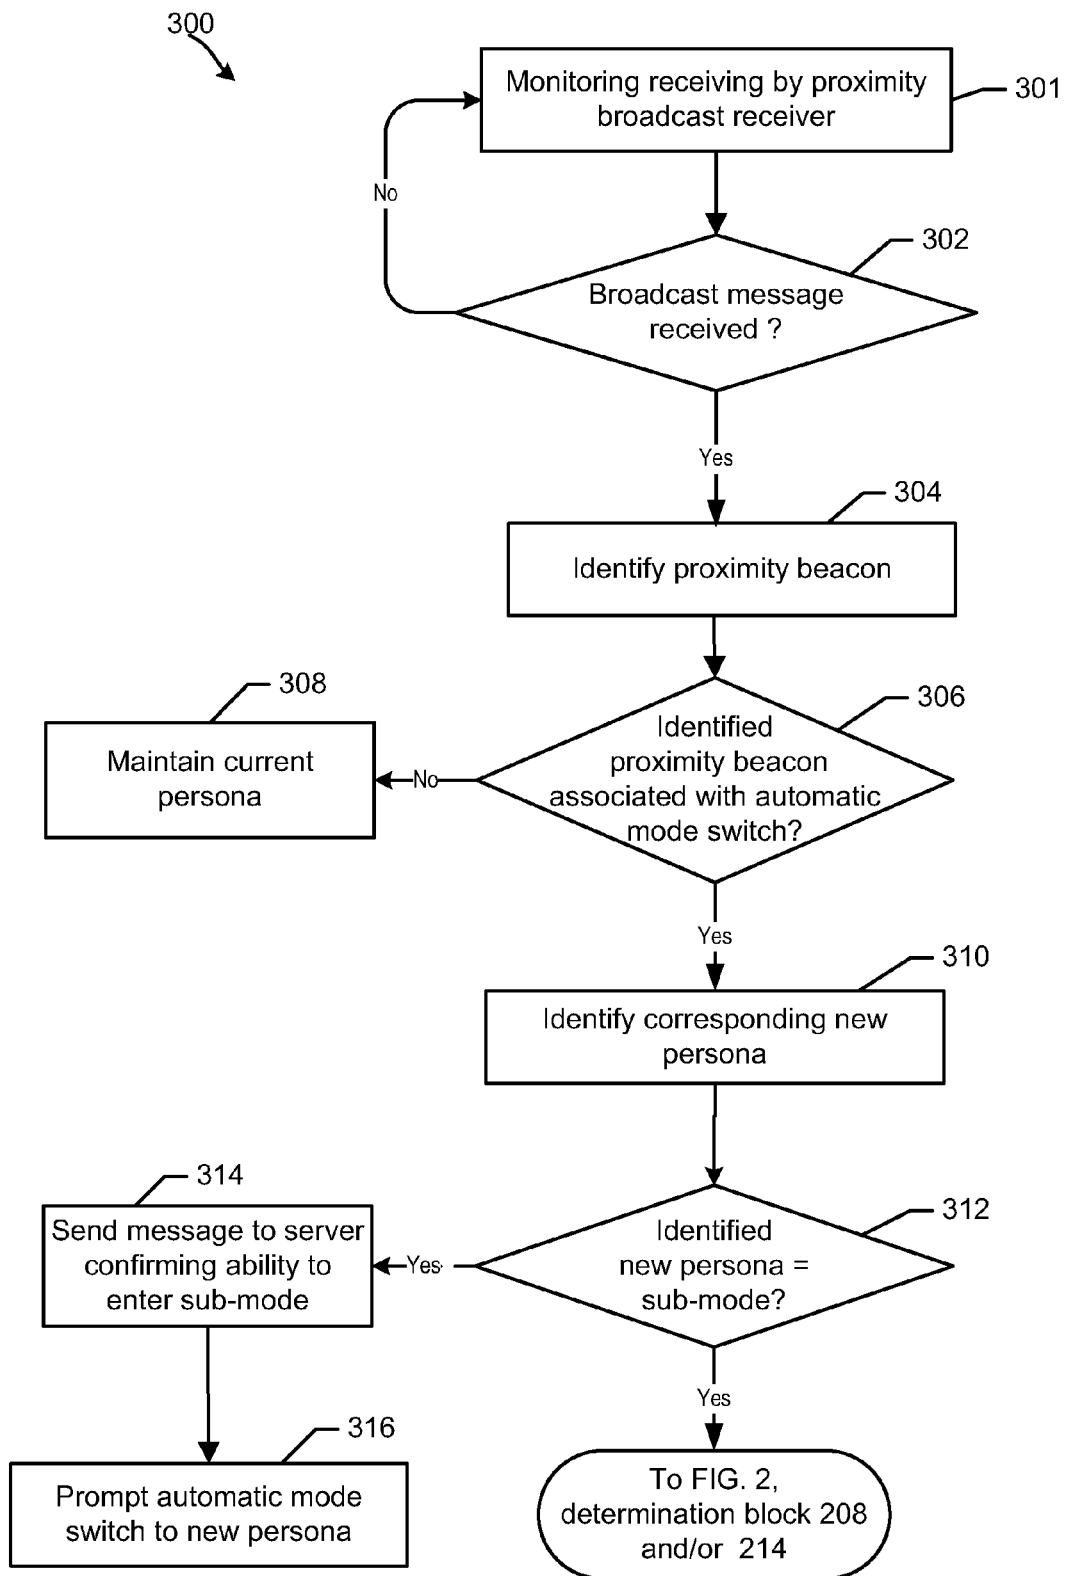 300
Monitoring receiving by proximity
broadcast receiver
301
No
302
Broadcast message
received ?
Yes
304
Identify proximity beacon
308
306
Maintain current
persona
No
Identified
proximity beacon
associated with automatic
mode switch?
Yes
310
Identify corresponding new
persona
314
312
Send message to server
confirming ability to
enter sub-mode
Yes
Identified
new persona =
sub-mode?
Yes
316
Prompt automatic mode
switch to new persona
To FIG. 2,
determination block 208
and/or 214